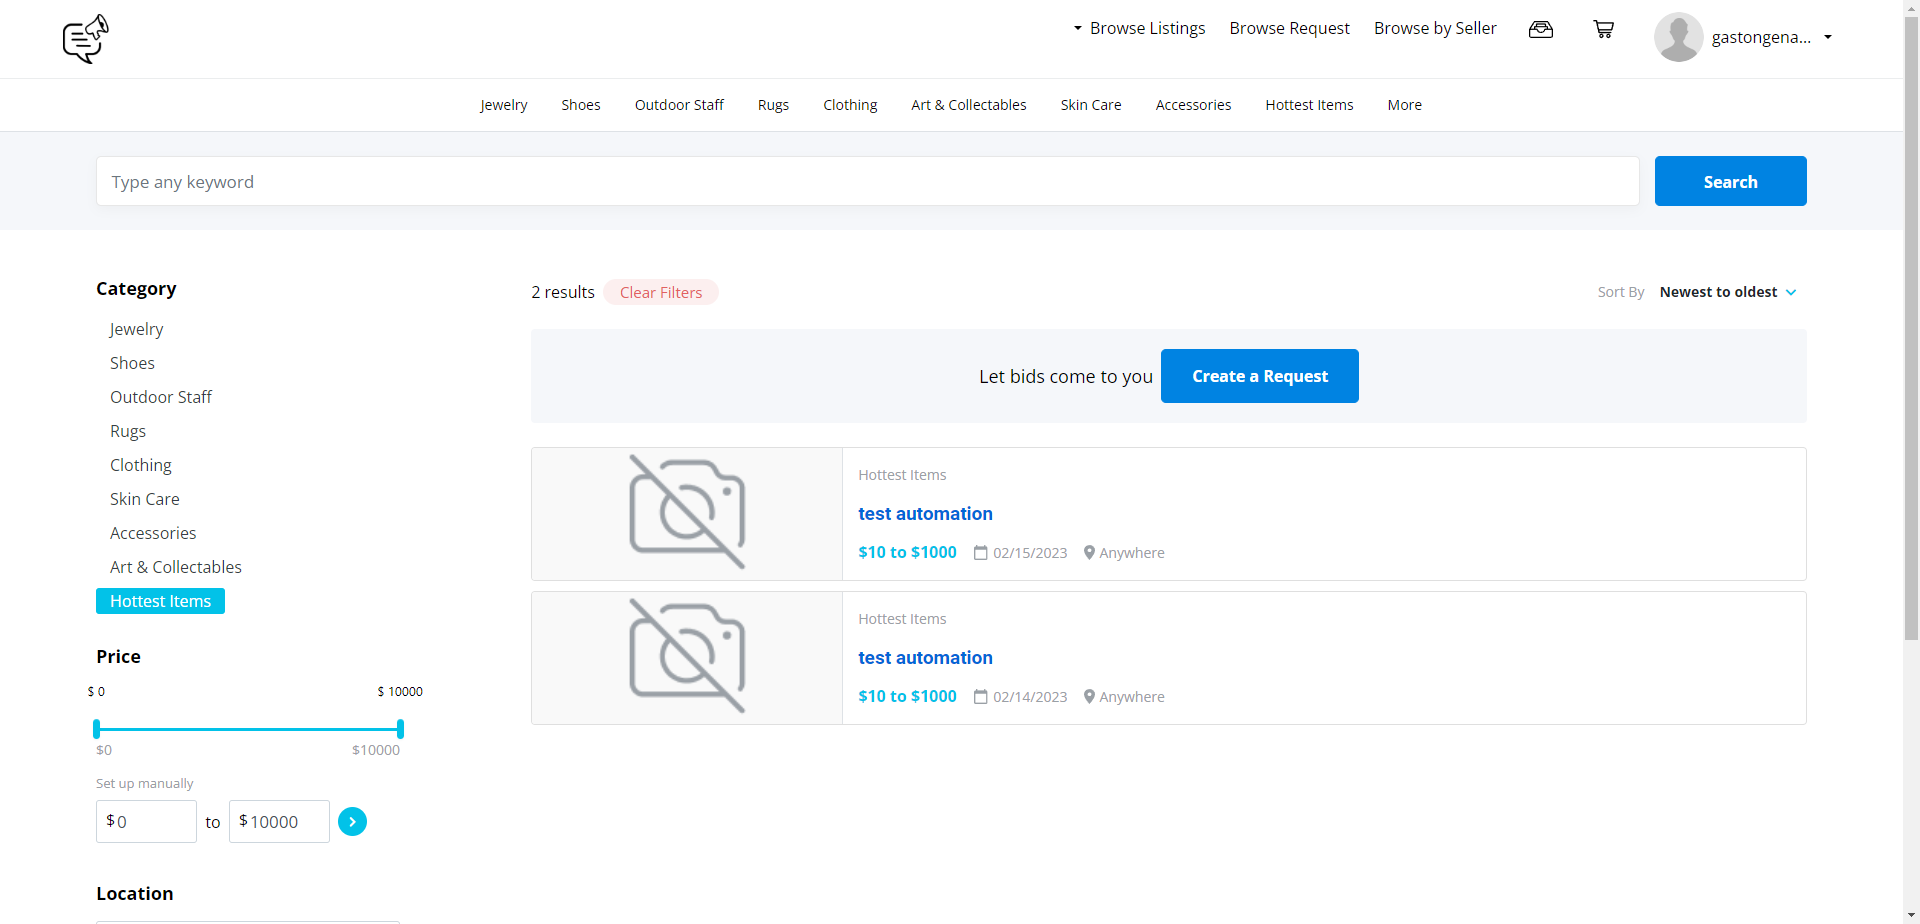 Browse Listings Browse Request Browse by Seller gastongena...
Jewelry Shoes Outdoor Staff Rugs Clothing Art & Collectables Skin Care Accessories Hottest Items More
Type any keyword Search
Category
Jewelry
Shoes
Outdoor Staff
Rugs
Clothing
Skin Care
Accessories
Art & Collectables
Hottest Items
Price
$ 0 $ 10000
$0 $10000
Set up manually
$ 0 to $ 10000
Location
2 results Clear Filters Sort By Newest to oldest
Let bids come to you Create a Request
Hottest Items
test automation
$10 to $1000 02/15/2023 Anywhere
Hottest Items
test automation
$10 to $1000 02/14/2023 Anywhere